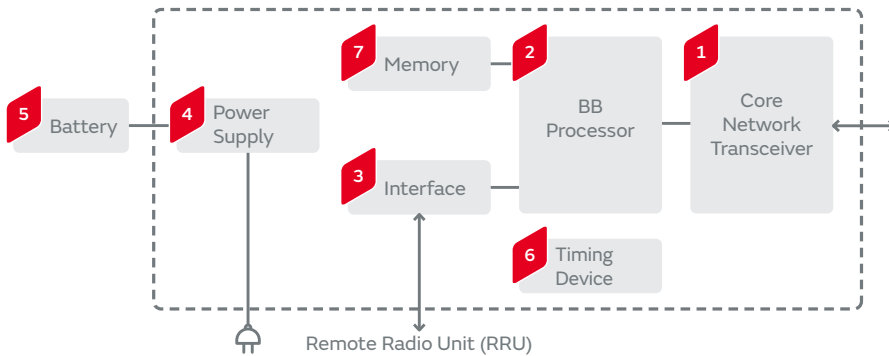 7
Memory
2
BB
Processor
1
Core
Network
Transceiver
5
Battery
4
Power
Supply
3
Interface
6
Timing
Device
Remote Radio Unit (RRU)